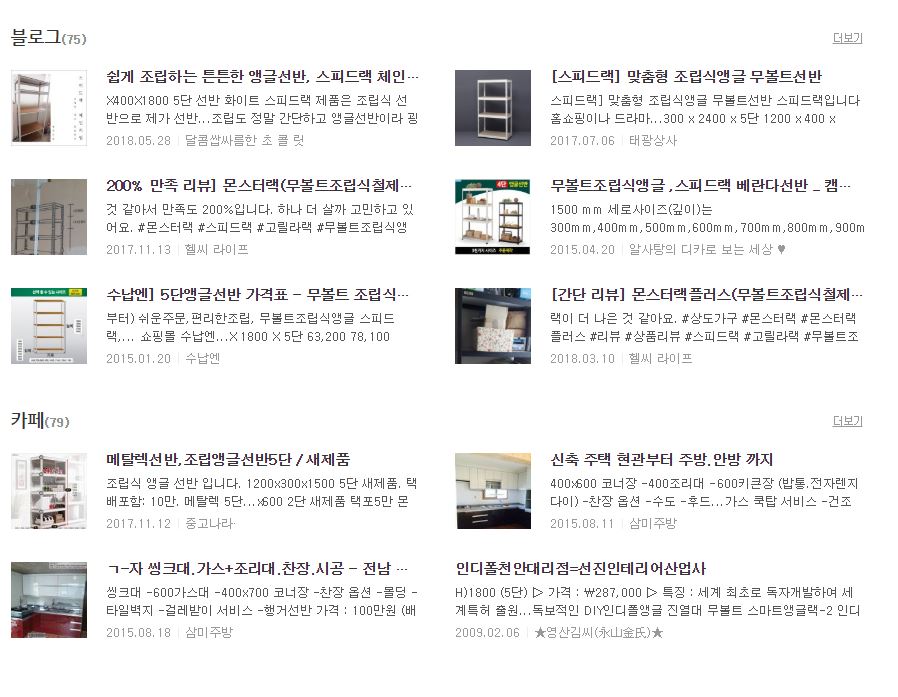 블로그(75)
더보기
쉽게 조립하는 튼튼한 앵글선반, 스피드랙 체인…
X400X1800 5단 선반 화이트 스피드랙 제품은 조립식 선
반으로 제가 선반...조립도 정말 간단하고 앵글선반이라 굉
2018.05.28 달콤쌉싸름한 초 콜 릿
[스피드랙] 맞춤형 조립식앵글 무볼트선반
스피드랙] 맞춤형 조립식앵글 무볼트선반 스피드랙입니다
홈쇼핑이나 드라마...300 x 2400 x 5단 1200 x 400 x
2017.07.06 태광상사
200% 만족 리뷰] 몬스터랙(무볼트조립식철제…
것 같아서 만족도 200%입니다. 하나 더 살까 고민하고 있
어요. #몬스터랙 #스피드랙 #고릴라랙 #무볼트조립식앵
2017.11.13 헬씨 라이프
무볼트조립식앵글 ,스피드랙 베란다선반 _ 캠…
1500 mm 세로사이즈(깊이)는
300mm,400mm,500mm,600mm,700mm,800mm,900m
2015.04.20 알사탕의 디카로 보는 세상 ♥
4단 앵글선반
수납엔] 5단앵글선반 가격표 - 무볼트 조립식…
부터) 쉬운주문,편리한조립, 무볼트조립식앵글 스피드
랙,... 쇼핑몰 수납엔...X 1800 X 5단 63,200 78,100
2015.01.20 수납엔
[간단 리뷰] 몬스터랙플러스(무볼트조립식철제…
랙이 더 나은 것 같아요. #상도가구 #몬스터랙 #몬스터랙
플러스 #리뷰 #상품리뷰 #스피드랙 #고릴라랙 #무볼트조
2018.03.10 헬씨 라이프
카페(79)
더보기
메탈렉선반,조립앵글선반5단 / 새제품
조립식 앵글 선반 입니다. 1200x300x1500 5단 새제품. 택
배포함: 10만. 메탈렉 5단...x600 2단 새제품 택포5만 몬
2017.11.12 중고나라·
신축 주택 현관부터 주방.안방 까지
400x600 코너장 -400조리대 -600키큰장 (밥통.전자렌지
다이) -찬장 옵션 -수도 -후드...가스 쿡탑 서비스 -건조
2015.08.11 삼미주방
ㄱ-자 씽크대.가스+조리대.찬장.시공 - 전남 …
씽크대 -600가스대 -400x700 코너장 -찬장 옵션 -몰딩 -
타일벽지 -걸레받이 서비스 -행거선반 가격 : 100만원 (배
2015.08.18 삼미주방
인디폴천안대리점=선진인테리어산업사
H)1800 (5단) ▷ 가격 : ₩287,000 ▷ 특징 : 세계 최초로 독자개발하여 세
계특허 출원...독보적인 DIY인디폴앵글 진열대 무볼트 스마트앵글랙-2 인디
2009.02.06 ★영산김씨(永山金氏)★